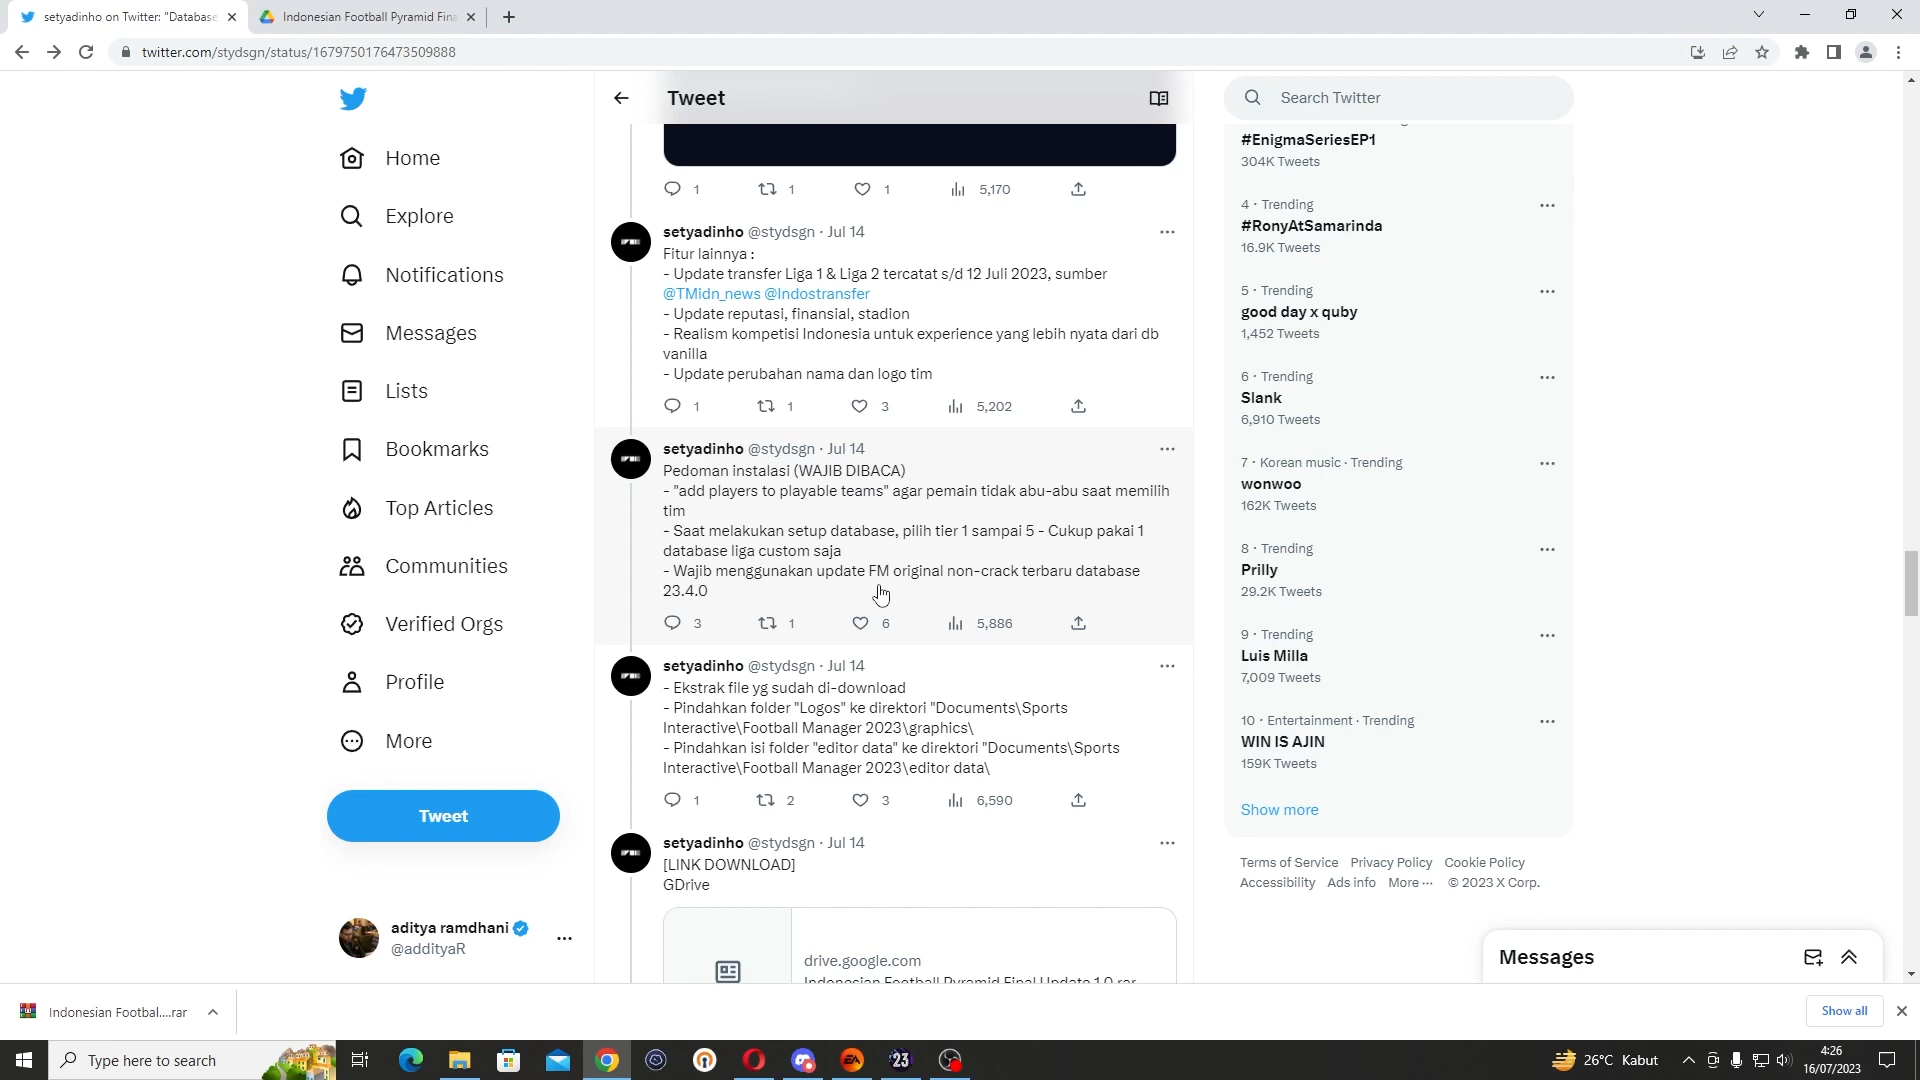 setyadinho on Twitter: "Database
Indonesian Football Pyramid Fina
twitter.com/stydsgn/status/1679750176473509888
Home
Explore
Notifications
Messages
Lists
Bookmarks
Top Articles
Communities
Verified Orgs
Profile
More
Tweet
aditya ramdhani
@addityaR
Tweet
1 1 1 5,170
setyadinho @stydsgn · Jul 14
Fitur lainnya :
- Update transfer Liga 1 & Liga 2 tercatat s/d 12 Juli 2023, sumber
@TMidn_news @Indostransfer
- Update reputasi, finansial, stadion
- Realism kompetisi Indonesia untuk experience yang lebih nyata dari db
vanilla
- Update perubahan nama dan logo tim
1 1 3 5,202
setyadinho @stydsgn · Jul 14
Pedoman instalasi (WAJIB DIBACA)
- "add players to playable teams" agar pemain tidak abu-abu saat memilih
tim
- Saat melakukan setup database, pilih tier 1 sampai 5 - Cukup pakai 1
database liga custom saja
- Wajib menggunakan update FM original non-crack terbaru database
23.4.0
3 1 6 5,886
setyadinho @stydsgn · Jul 14
- Ekstrak file yg sudah di-download
- Pindahkan folder "Logos" ke direktori "Documents\Sports
Interactive\Football Manager 2023\graphics\
- Pindahkan isi folder "editor data" ke direktori "Documents\Sports
Interactive\Football Manager 2023\editor data\
1 2 3 6,590
setyadinho @stydsgn · Jul 14
[LINK DOWNLOAD]
GDrive
drive.google.com
Indonesian Football Pyramid Final Update 1.0.rar
Search Twitter
#EnigmaSeriesEP1
304K Tweets
4 · Trending
#RonyAtSamarinda
16.9K Tweets
5 · Trending
good day x quby
1,452 Tweets
6 · Trending
Slank
6,910 Tweets
7 · Korean music · Trending
wonwoo
162K Tweets
8 · Trending
Prilly
29.2K Tweets
9 · Trending
Luis Milla
7,009 Tweets
10 · Entertainment · Trending
WIN IS AJIN
159K Tweets
Show more
Terms of Service Privacy Policy Cookie Policy
Accessibility Ads info More ··· © 2023 X Corp.
Messages
Indonesian Footbal....rar
Show all
Type here to search
EA
'23
26°C Kabut
4:26
16/07/2023